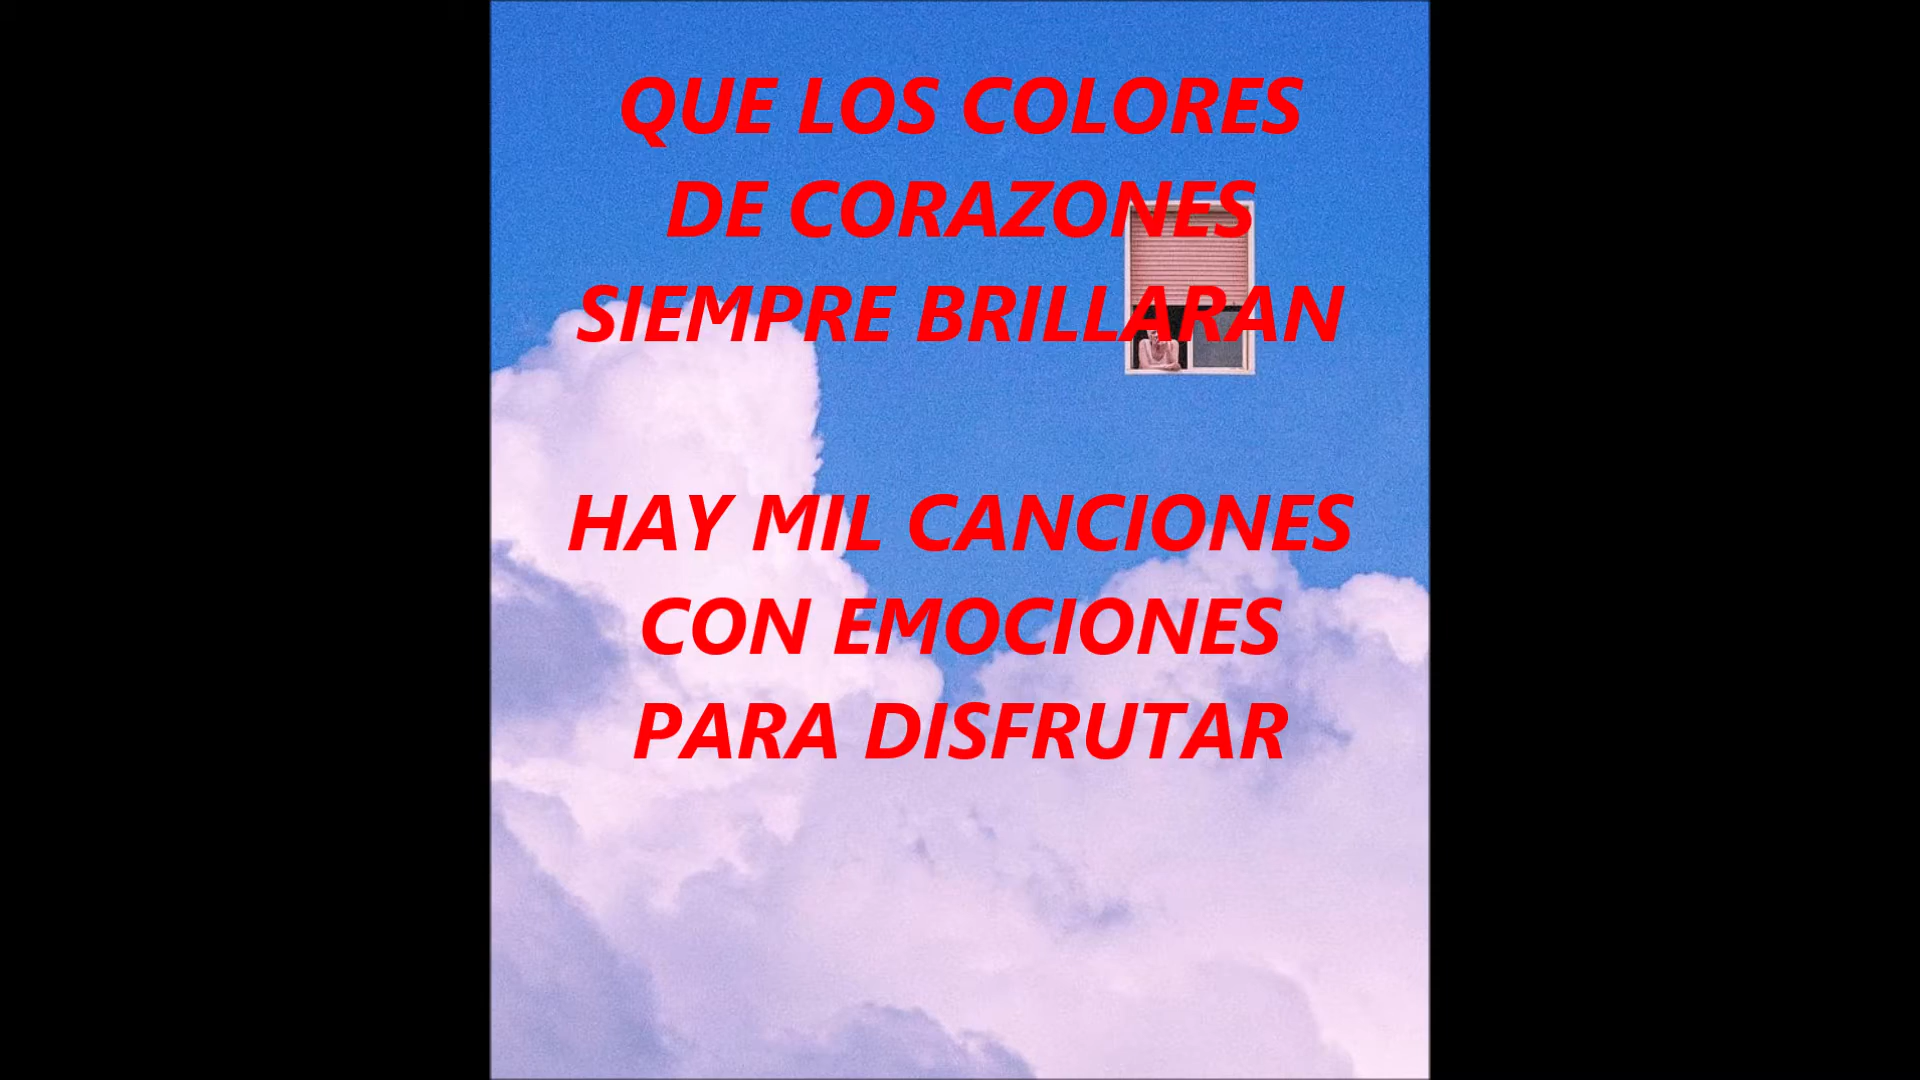 QUE LOS COLORES
DE CORAZONES
SIEMPRE BRILLARAN
HAY MIL CANCIONES
CON EMOCIONES
PARA DISFRUTAR